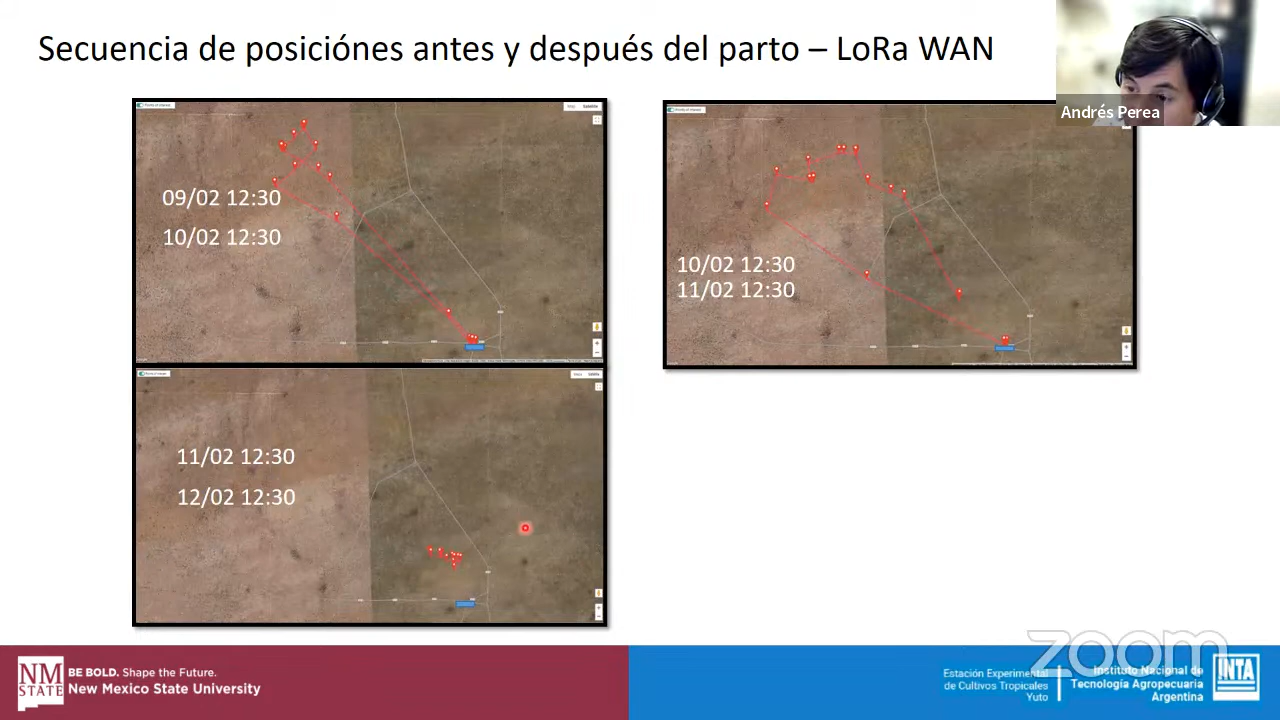 Secuencia de posiciónes antes y después del parto – LoRa WAN
Andrés Perea
09/02 12:30
10/02 12:30
10/02 12:30
11/02 12:30
11/02 12:30
12/02 12:30
NM
STATE
BE BOLD. Shape the Future.
New Mexico State University
Estación Experimental
de Cultivos Tropicales
Yuto
Instituto Nacional de
Tecnología Agropecuaria
Argentina
INTA
zoom